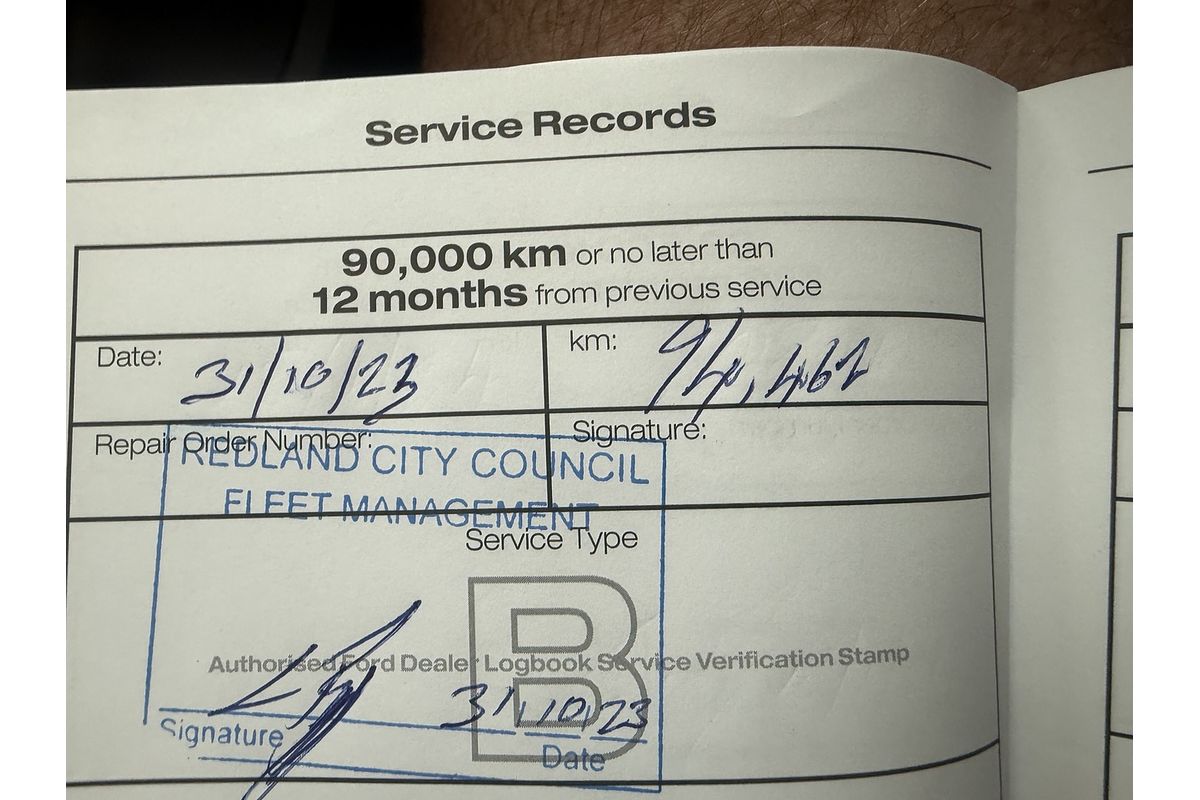 Service Records
90,000 km or no later than
12 months from previous service
Date: 31/10/23
km: 94,461
Repair Order Number:
Signature:
REDLAND CITY COUNCIL
FLEET MANAGEMENT
Service Type
B
Authorised Ford Dealer Logbook Service Verification Stamp
31,10,23
Signature
Date